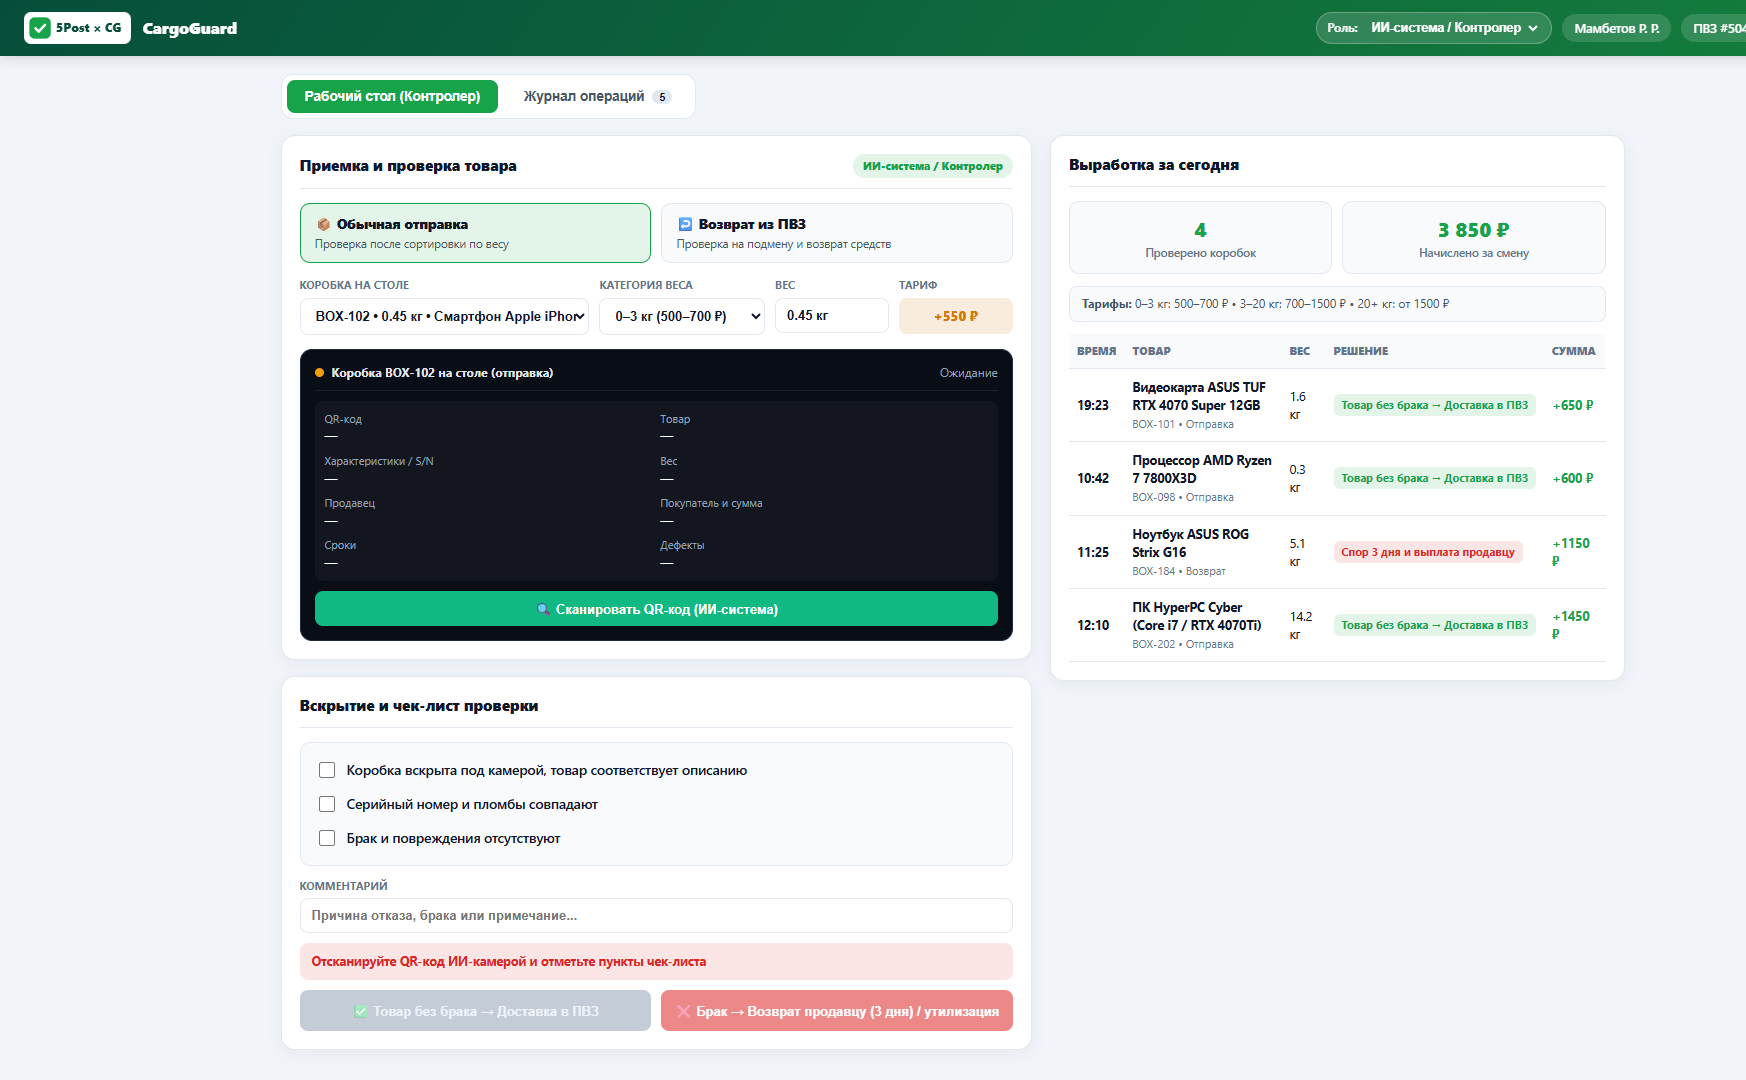 5Post × CG
CargoGuard
Роль: ИИ-система / Контролер
Мамбетов Р. Р.
ПВЗ #504
Рабочий стол (Контролер)
Журнал операций 5
Приемка и проверка товара
ИИ-система / Контролер
Обычная отправка
Проверка после сортировки по весу
Возврат из ПВЗ
Проверка на подмену и возврат средств
КОРОБКА НА СТОЛЕ
КАТЕГОРИЯ ВЕСА
ВЕС
ТАРИФ
BOX-102 • 0.45 кг • Смартфон Apple iPhor
0–3 кг (500–700 ₽)
0.45 кг
+550 ₽
Коробка BOX-102 на столе (отправка)
Ожидание
QR-код
—
Товар
—
Характеристики / S/N
—
Вес
—
Продавец
—
Покупатель и сумма
—
Сроки
—
Дефекты
—
Сканировать QR-код (ИИ-система)
Вскрытие и чек-лист проверки
Коробка вскрыта под камерой, товар соответствует описанию
Серийный номер и пломбы совпадают
Брак и повреждения отсутствуют
КОММЕНТАРИЙ
Причина отказа, брака или примечание...
Отсканируйте QR-код ИИ-камерой и отметьте пункты чек-листа
Товар без брака → Доставка в ПВЗ
Брак → Возврат продавцу (3 дня) / утилизация
Выработка за сегодня
4
Проверено коробок
3 850 ₽
Начислено за смену
Тарифы: 0–3 кг: 500–700 ₽ • 3–20 кг: 700–1500 ₽ • 20+ кг: от 1500 ₽
ВРЕМЯ ТОВАР ВЕС РЕШЕНИЕ СУММА
19:23
Видеокарта ASUS TUF
RTX 4070 Super 12GB
BOX-101 • Отправка
1.6
кг
Товар без брака → Доставка в ПВЗ
+650 ₽
10:42
Процессор AMD Ryzen
7 7800X3D
BOX-098 • Отправка
0.3
кг
Товар без брака → Доставка в ПВЗ
+600 ₽
11:25
Ноутбук ASUS ROG
Strix G16
BOX-184 • Возврат
5.1
кг
Спор 3 дня и выплата продавцу
+1150
₽
12:10
ПК HyperPC Cyber
(Core i7 / RTX 4070Ti)
BOX-202 • Отправка
14.2
кг
Товар без брака → Доставка в ПВЗ
+1450
₽